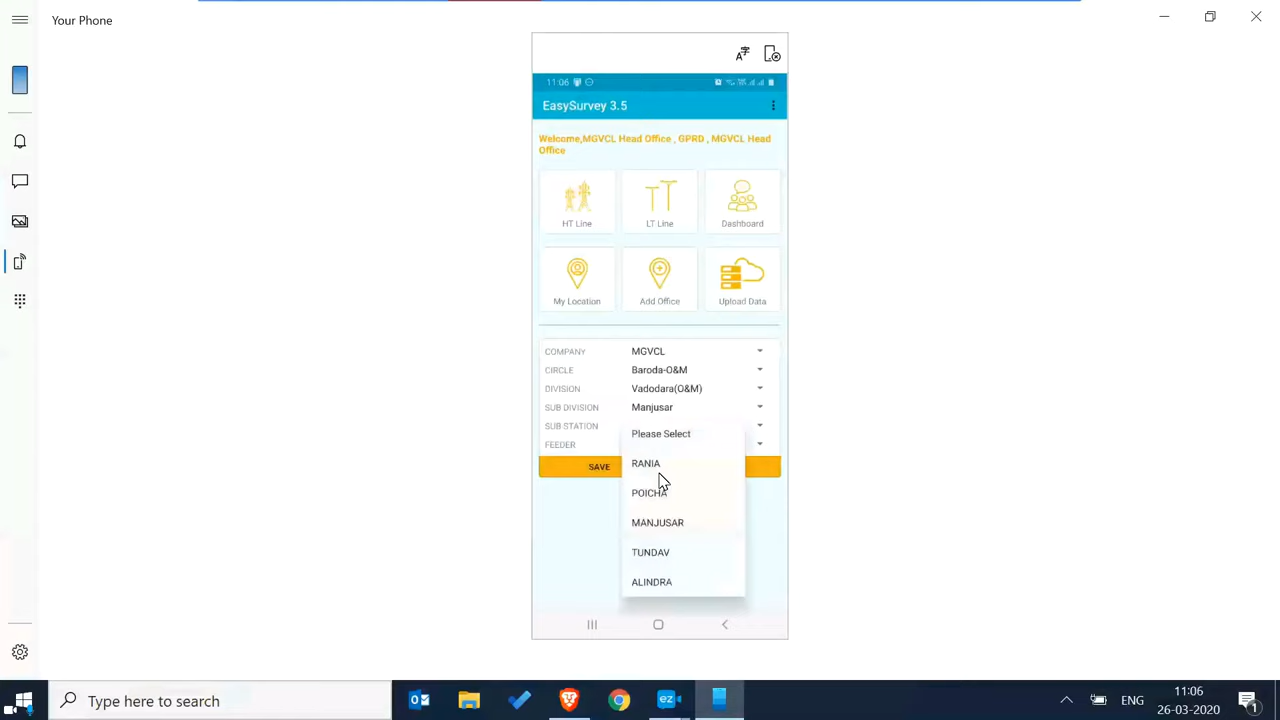 Your Phone
11:06
EasySurvey 3.5
Welcome,MGVCL Head Office , GPRD , MGVCL Head
Office
HT Line
LT Line
Dashboard
My Location
Add Office
Upload Data
COMPANY MGVCL
CIRCLE Baroda-O&M
DIVISION Vadodara(O&M)
SUB DIVISION Manjusar
SUB STATION
Please Select
FEEDER
RANIA
SAVE
POICHA
MANJUSAR
TUNDAV
ALINDRA
Type here to search
ENG
11:06
26-03-2020
1